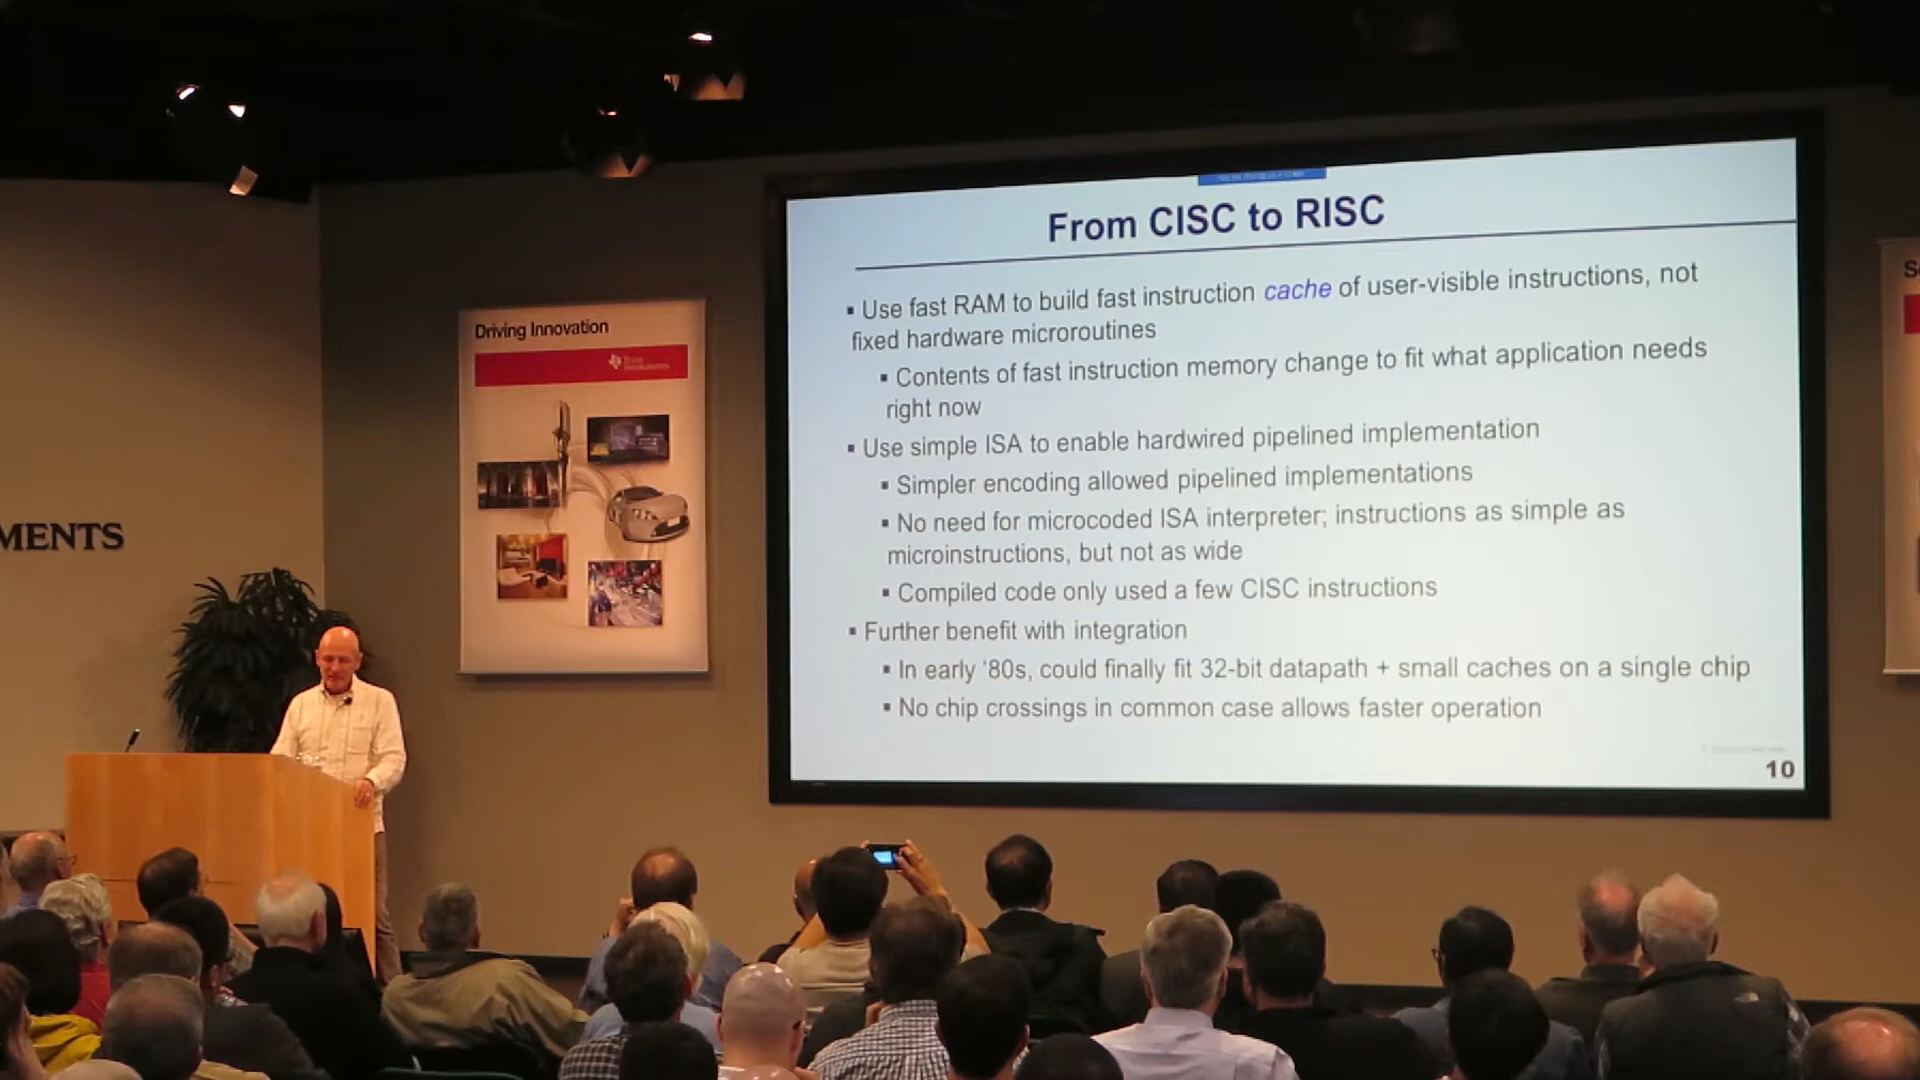 From CISC to RISC
▪ Use fast RAM to build fast instruction cache of user-visible instructions, not
fixed hardware microroutines
▪ Contents of fast instruction memory change to fit what application needs
right now
▪ Use simple ISA to enable hardwired pipelined implementation
▪ Simpler encoding allowed pipelined implementations
▪ No need for microcoded ISA interpreter; instructions as simple as
microinstructions, but not as wide
▪ Compiled code only used a few CISC instructions
▪ Further benefit with integration
▪ In early ‘80s, could finally fit 32-bit datapath + small caches on a single chip
▪ No chip crossings in common case allows faster operation
10
Driving Innovation
Texas
Instruments
MENTS
S